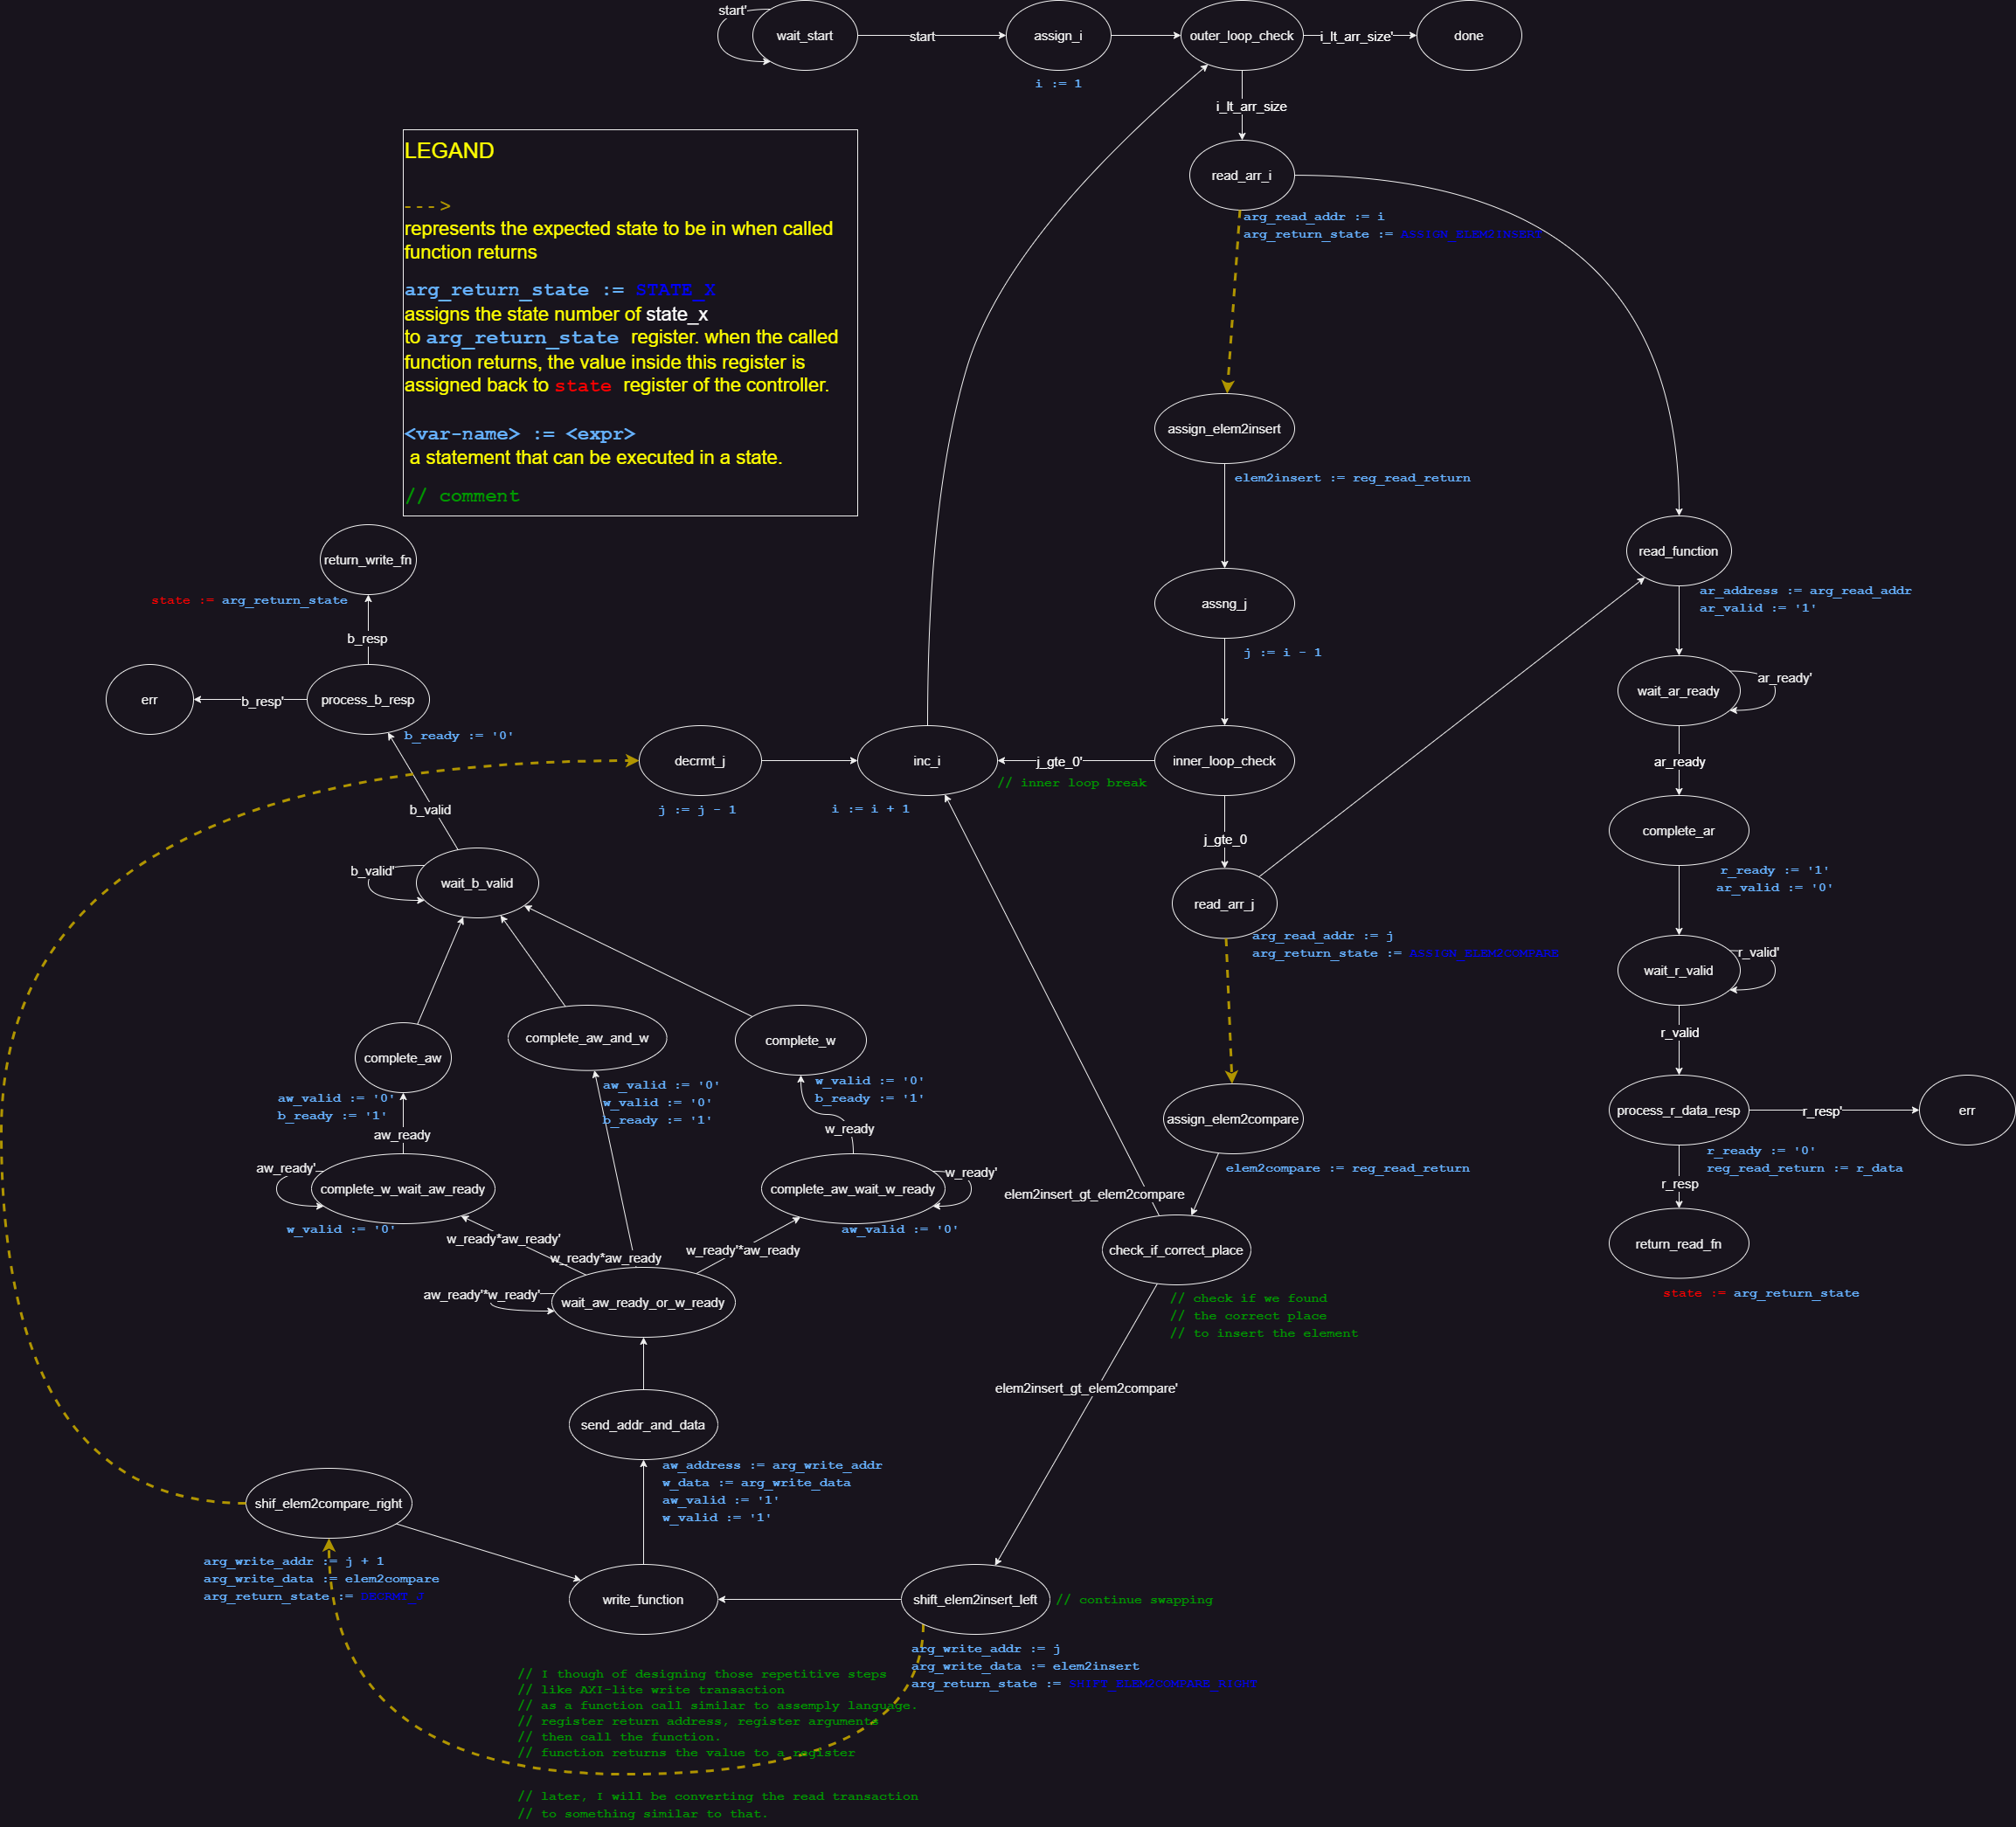 start'
wait_start
start
assign_i
i := 1
outer_loop_check
i_lt_arr_size'
done
i_lt_arr_size
read_arr_i
arg_read_addr := i
arg_return_state := ASSIGN_ELEM2INSERT
LEGAND
--->
represents the expected state to be in when called
function returns
arg_return_state := STATE_X
assigns the state number of state_x
to arg_return_state register. when the called
function returns, the value inside this register is
assigned back to state register of the controller.
<var-name> := <expr>
a statement that can be executed in a state.
// comment
assign_elem2insert
elem2insert := reg_read_return
assng_j
j := i - 1
inner_loop_check
j_gte_0'
// inner loop break
inc_i
i := i + 1
decrmt_j
j := j - 1
j_gte_0
read_arr_j
arg_read_addr := j
arg_return_state := ASSIGN_ELEM2COMPARE
assign_elem2compare
elem2compare := reg_read_return
elem2insert_gt_elem2compare
check_if_correct_place
// check if we found
// the correct place
// to insert the element
elem2insert_gt_elem2compare'
read_function
ar_address := arg_read_addr
ar_valid := '1'
wait_ar_ready
ar_ready'
ar_ready
complete_ar
r_ready := '1'
ar_valid := '0'
wait_r_valid
r_valid'
r_valid
process_r_data_resp
r_resp'
err
r_ready := '0'
reg_read_return := r_data
r_resp
return_read_fn
state := arg_return_state
return_write_fn
state := arg_return_state
b_resp
err
b_resp'
process_b_resp
b_ready := '0'
b_valid
b_valid'
wait_b_valid
complete_aw
aw_valid := '0'
b_ready := '1'
aw_ready
complete_aw_and_w
aw_valid := '0'
w_valid := '0'
b_ready := '1'
complete_w
w_valid := '0'
b_ready := '1'
w_ready
aw_ready'
complete_w_wait_aw_ready
w_valid := '0'
complete_aw_wait_w_ready
w_ready'
aw_valid := '0'
w_ready*aw_ready'
w_ready*aw_ready
w_ready'*aw_ready
aw_ready'*w_ready'
wait_aw_ready_or_w_ready
send_addr_and_data
aw_address := arg_write_addr
w_data := arg_write_data
aw_valid := '1'
w_valid := '1'
shif_elem2compare_right
arg_write_addr := j + 1
arg_write_data := elem2compare
arg_return_state := DECRMT_J
write_function
shift_elem2insert_left
// continue swapping
arg_write_addr := j
arg_write_data := elem2insert
arg_return_state := SHIFT_ELEM2COMPARE_RIGHT
// I though of designing those repetitive steps
// like AXI-lite write transaction
// as a function call similar to assemply language.
// register return address, register arguments
// then call the function.
// function returns the value to a register
// later, I will be converting the read transaction
// to something similar to that.